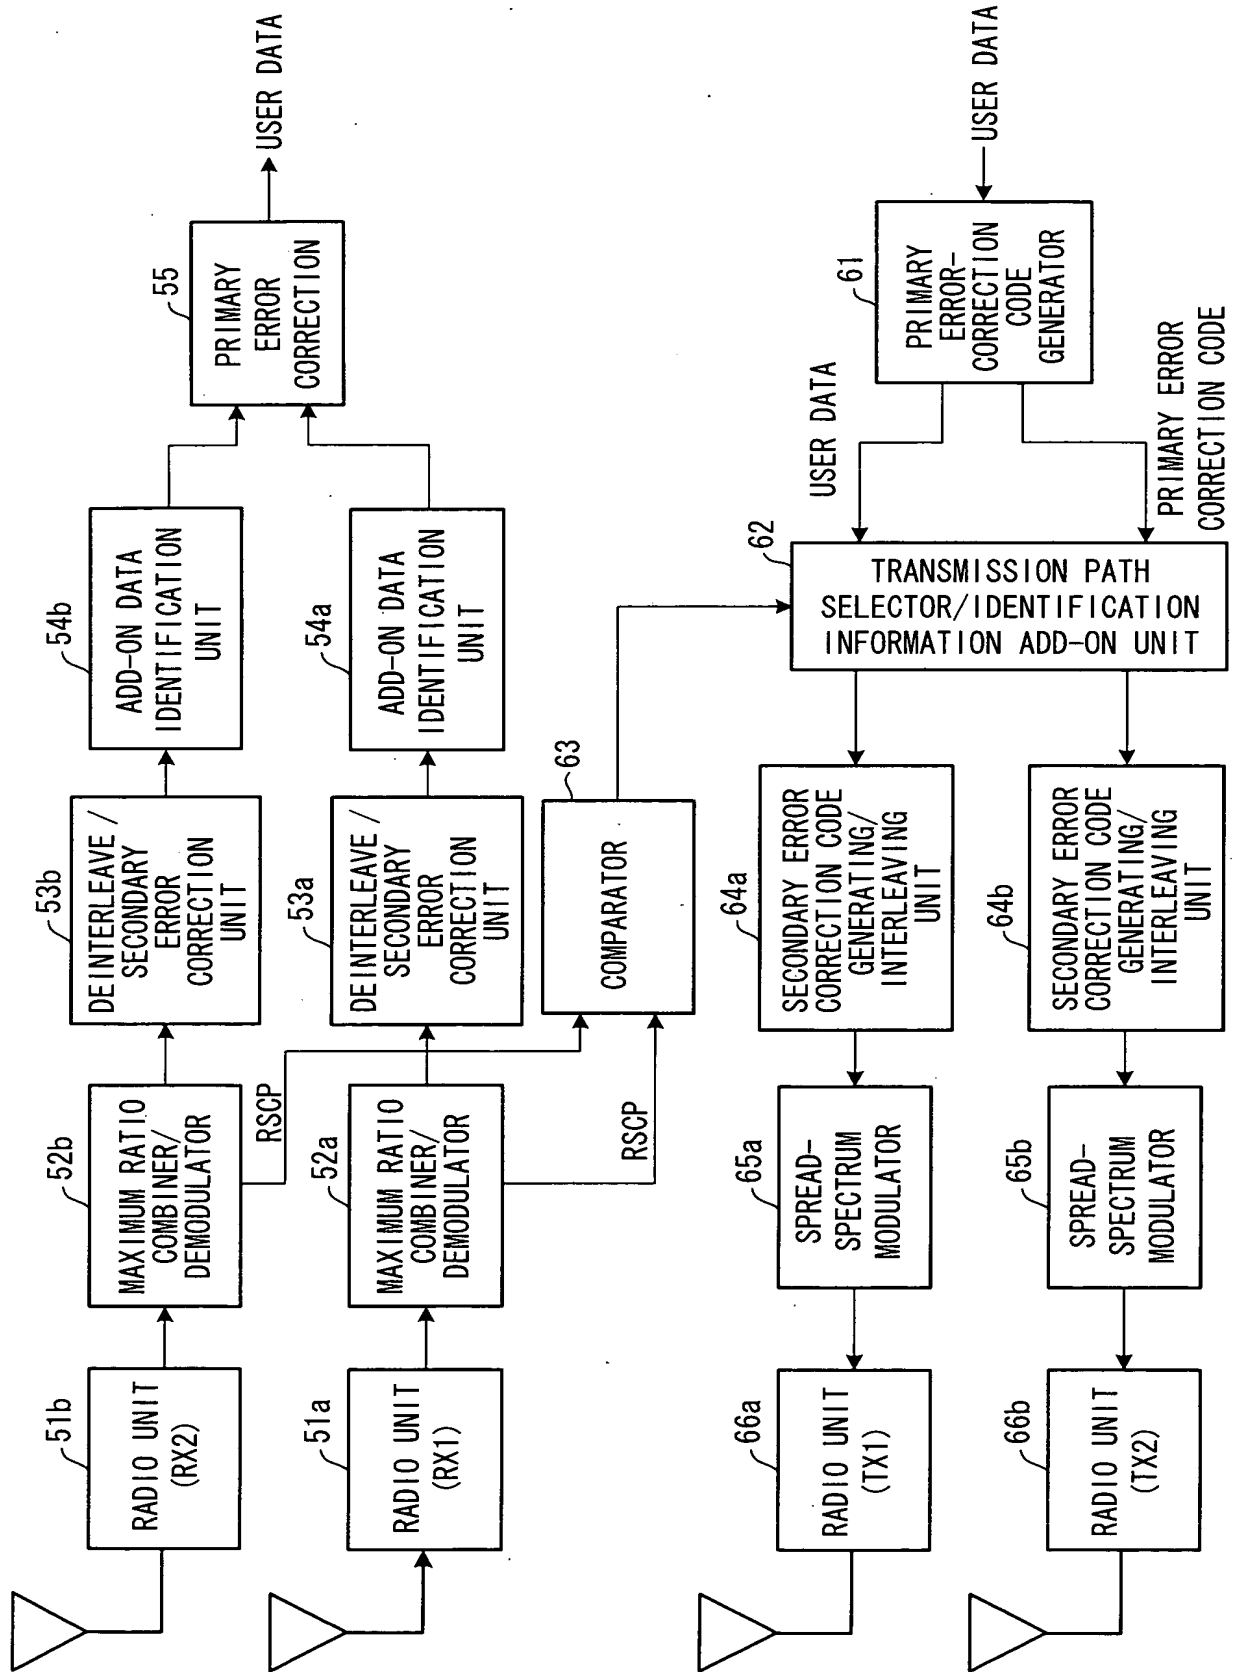 51b
RADIO UNIT
(RX2)
52b
MAXIMUM RATIO
COMBINER/
DEMODULATOR
RSCP
53b
DEINTERLEAVE/
SECONDARY
ERROR
CORRECTION
UNIT
54b
ADD-ON DATA
IDENTIFICATION
UNIT
55
PRIMARY
ERROR
CORRECTION
USER DATA
51a
RADIO UNIT
(RX1)
52a
MAXIMUM RATIO
COMBINER/
DEMODULATOR
RSCP
53a
DEINTERLEAVE/
SECONDARY
ERROR
CORRECTION
UNIT
54a
ADD-ON DATA
IDENTIFICATION
UNIT
63
COMPARATOR
66a
RADIO UNIT
(TX1)
65a
SPREAD-
SPECTRUM
MODULATOR
64a
SECONDARY ERROR
CORRECTION CODE
GENERATING/
INTERLEAVING
UNIT
62
TRANSMISSION PATH
SELECTOR/IDENTIFICATION
INFORMATION ADD-ON UNIT
USER DATA
61
PRIMARY
ERROR-
CORRECTION
CODE
GENERATOR
USER DATA
PRIMARY ERROR
CORRECTION CODE
66b
RADIO UNIT
(TX2)
65b
SPREAD-
SPECTRUM
MODULATOR
64b
SECONDARY ERROR
CORRECTION CODE
GENERATING/
INTERLEAVING
UNIT